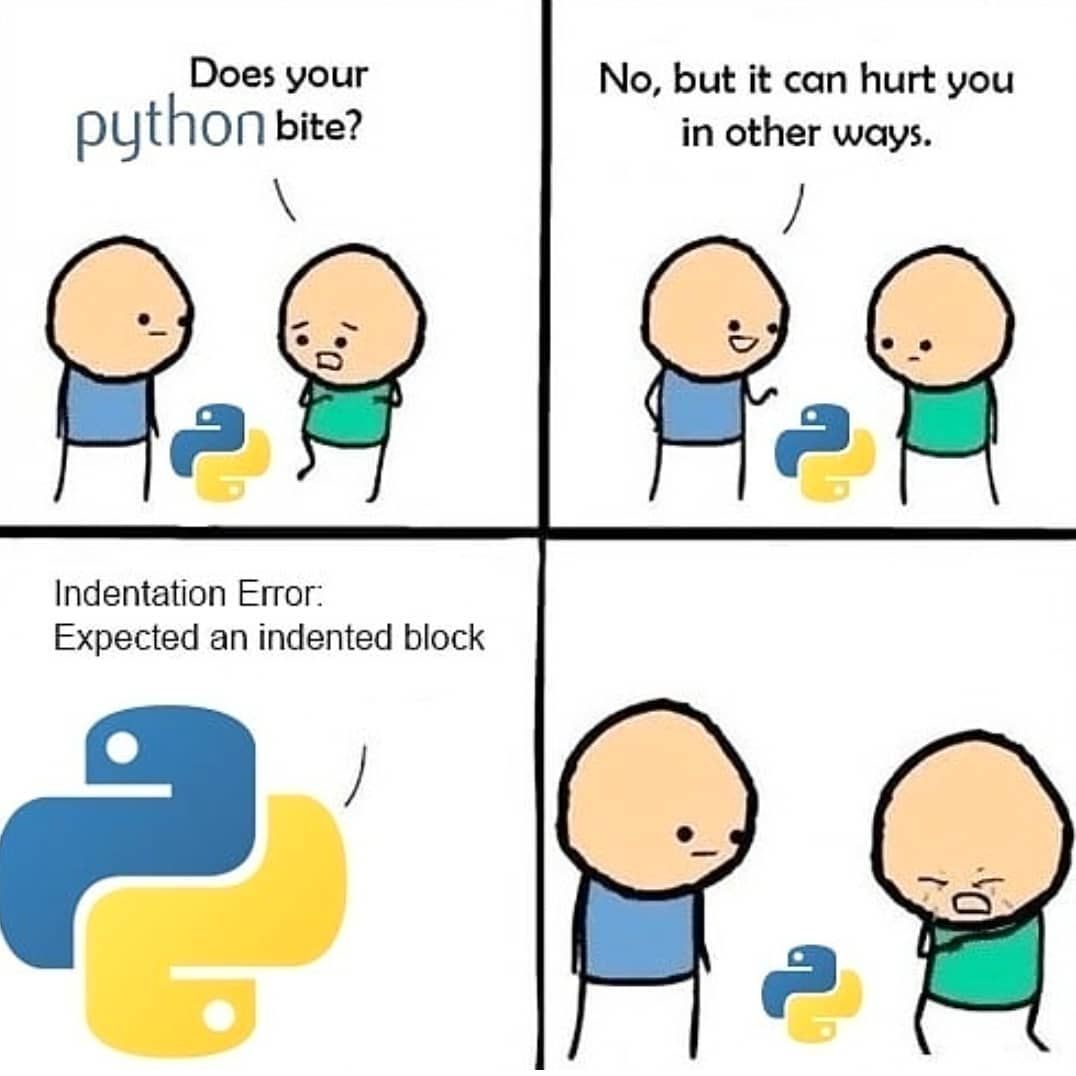 Does your
python bite?
No, but it can hurt you
in other ways.
Indentation Error:
Expected an indented block